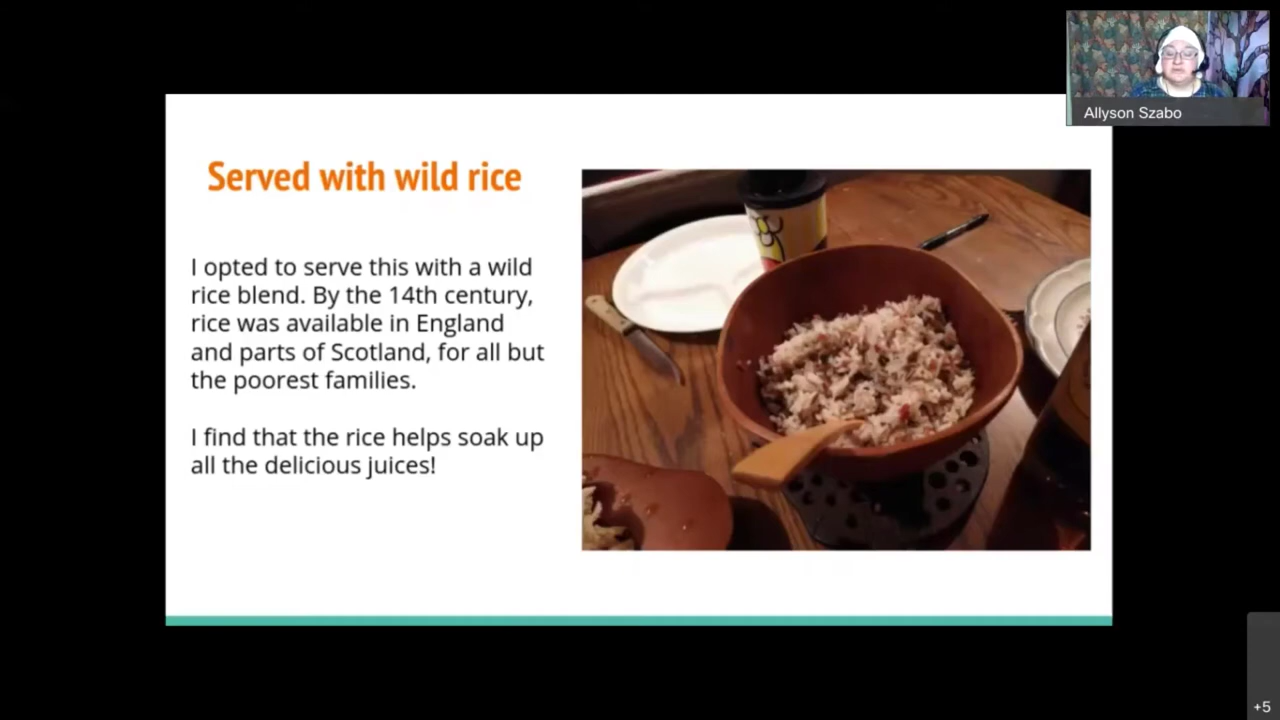 Allyson Szabo
Served with wild rice
I opted to serve this with a wild
rice blend. By the 14th century,
rice was available in England
and parts of Scotland, for all but
the poorest families.
I find that the rice helps soak up
all the delicious juices!
+5